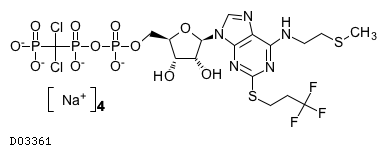 Cl
O O O N N HN S CH₃
O⁻ P P O P O O N N
O⁻ O⁻ O⁻
Cl
HO OH S
[ Na⁺ ]4
F F
F
D03361